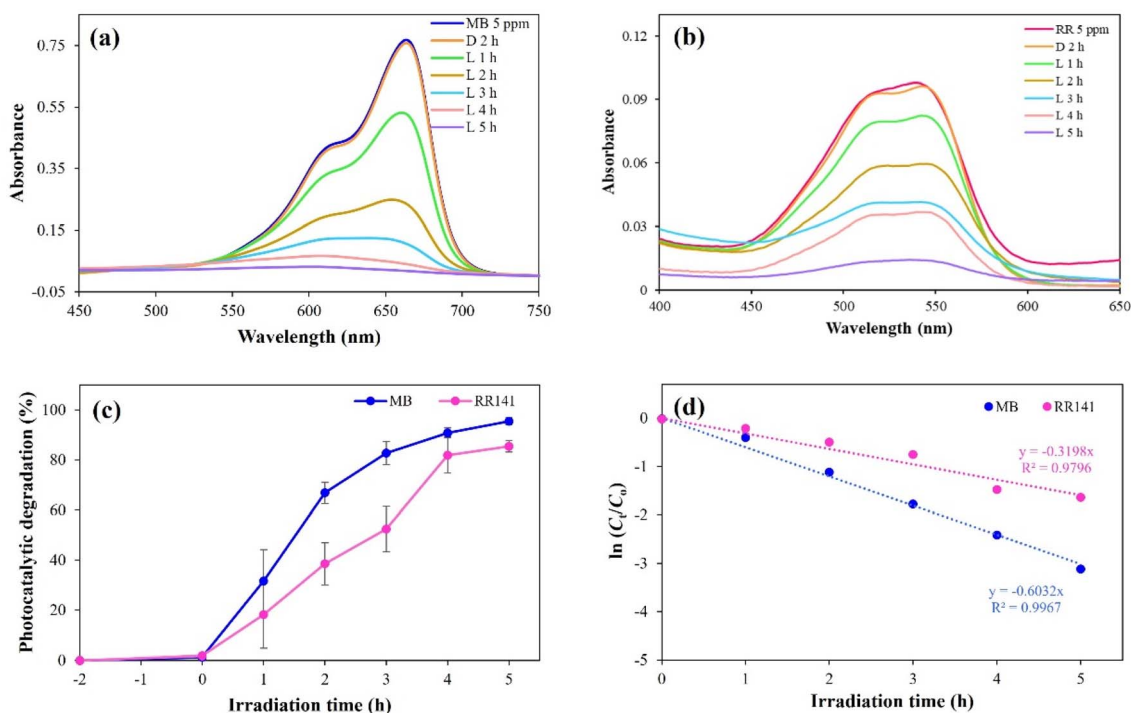 (a)
MB 5 ppm
D 2 h
L 1 h
L 2 h
L 3 h
L 4 h
L 5 h
0.75
0.55
0.35
0.15
-0.05
Absorbance
450 500 550 600 650 700 750
Wavelength (nm)
(b)
RR 5 ppm
D 2 h
L 1 h
L 2 h
L 3 h
L 4 h
L 5 h
0.12
0.09
0.06
0.03
0
Absorbance
400 450 500 550 600 650
Wavelength (nm)
(c)
MB RR141
100
80
60
40
20
0
Photocatalytic degradation (%)
-2 -1 0 1 2 3 4 5
Irradiation time (h)
(d)
MB RR141
0
-1
-2
-3
-4
-5
ln (Ct/Co)
y = -0.3198x
R² = 0.9796
y = -0.6032x
R² = 0.9967
0 1 2 3 4 5
Irradiation time (h)